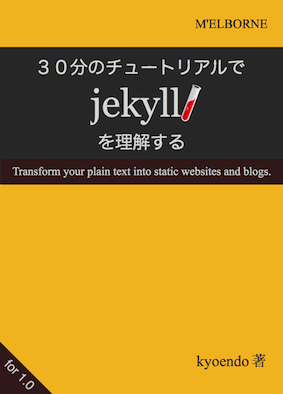 M'ELBORNE
３０分のチュートリアルで
jekyll
を理解する
Transform your plain text into static websites and blogs.
for 1.0
kyoendo 著